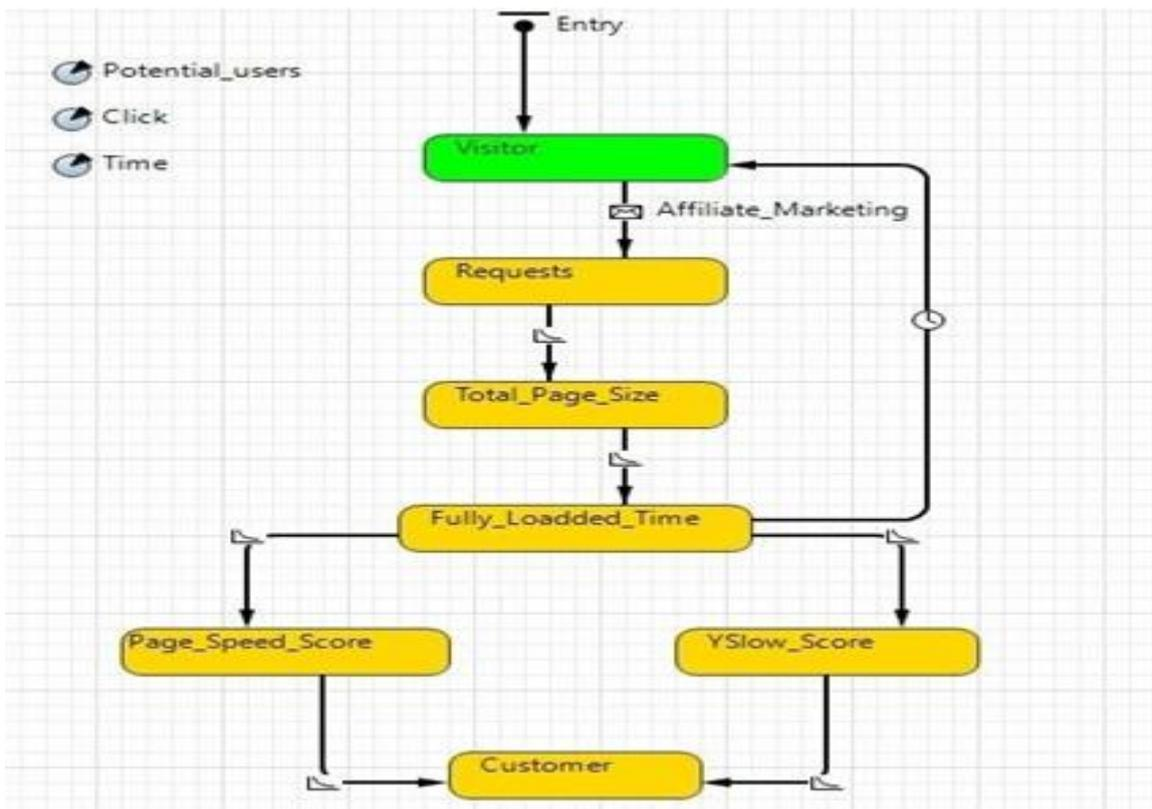 Entry
Potential_users
Click
Time
Visitor
Affiliate_Marketing
Requests
Total_Page_Size
Fully_Loadded_Time
Page_Speed_Score
YSlow_Score
Customer